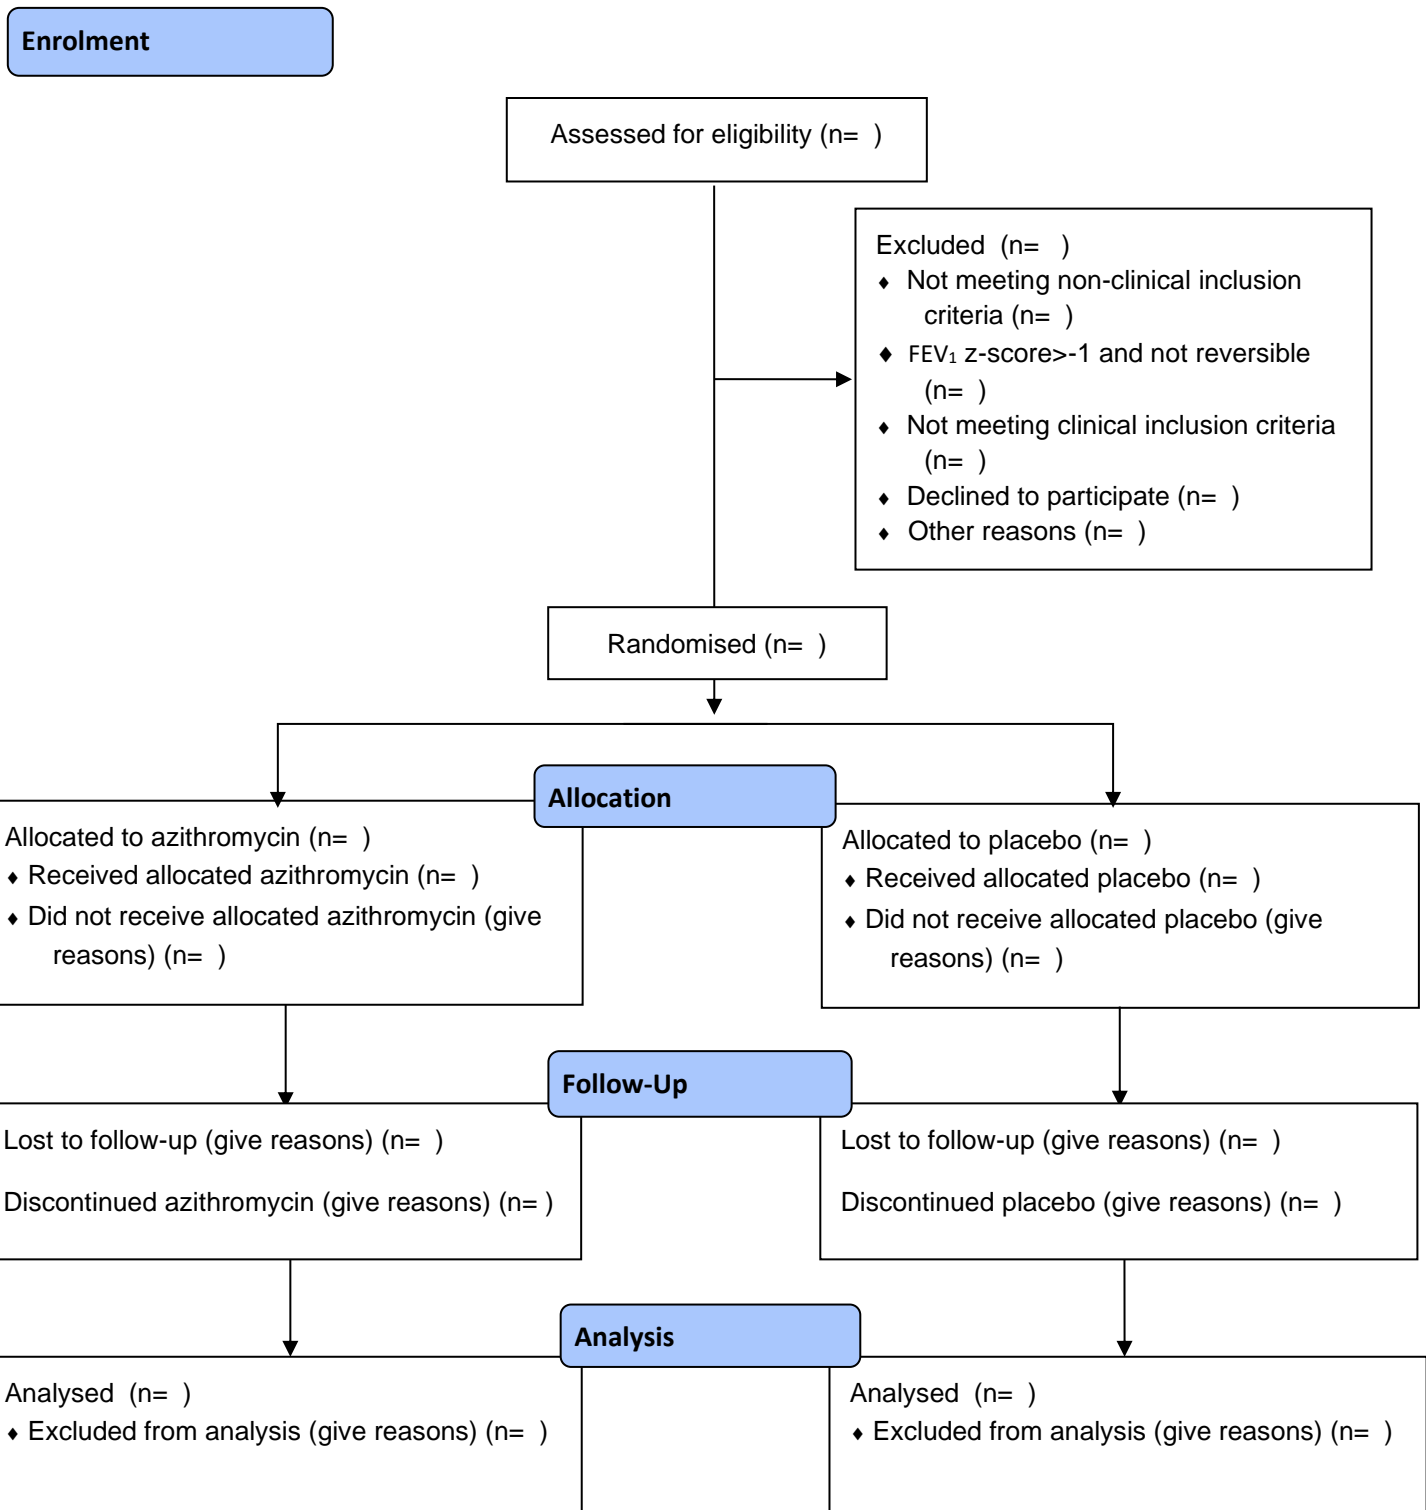 Enrolment
Assessed for eligibility (n=  )
Excluded  (n=   )
♦ Not meeting non-clinical inclusion
criteria (n=  )
♦ FEV₁ z-score>-1 and not reversible
(n=  )
♦ Not meeting clinical inclusion criteria
(n=  )
♦ Declined to participate (n=  )
♦ Other reasons (n=  )
Randomised (n=  )
Allocation
Allocated to azithromycin (n=  )
♦ Received allocated azithromycin (n=  )
♦ Did not receive allocated azithromycin (give
reasons) (n=  )
Allocated to placebo (n=  )
♦ Received allocated placebo (n=  )
♦ Did not receive allocated placebo (give
reasons) (n=  )
Follow-Up
Lost to follow-up (give reasons) (n=  )
Discontinued azithromycin (give reasons) (n= )
Lost to follow-up (give reasons) (n=  )
Discontinued placebo (give reasons) (n=  )
Analysis
Analysed  (n=  )
♦ Excluded from analysis (give reasons) (n=  )
Analysed  (n=  )
♦ Excluded from analysis (give reasons) (n=  )